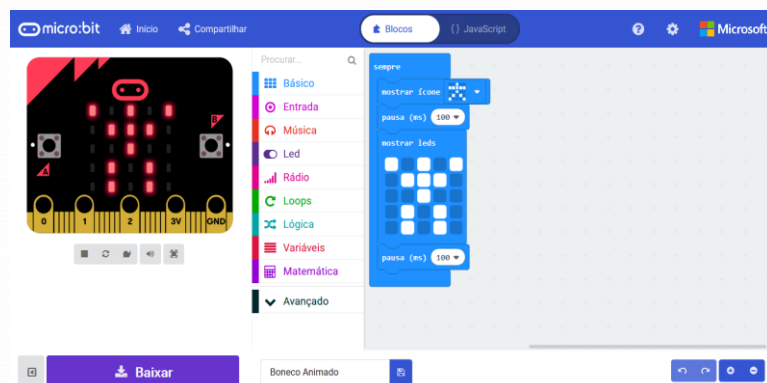 micro:bit Início Compartilhar Blocos {} JavaScript Microsoft
Procurar...
Básico
Entrada
Música
Led
Rádio
Loops
Lógica
Variáveis
Matemática
Avançado
sempre
mostrar ícone
pausa (ms) 100
mostrar leds
pausa (ms) 100
B
A
0 1 2 3V GND
Baixar
Boneco Animado